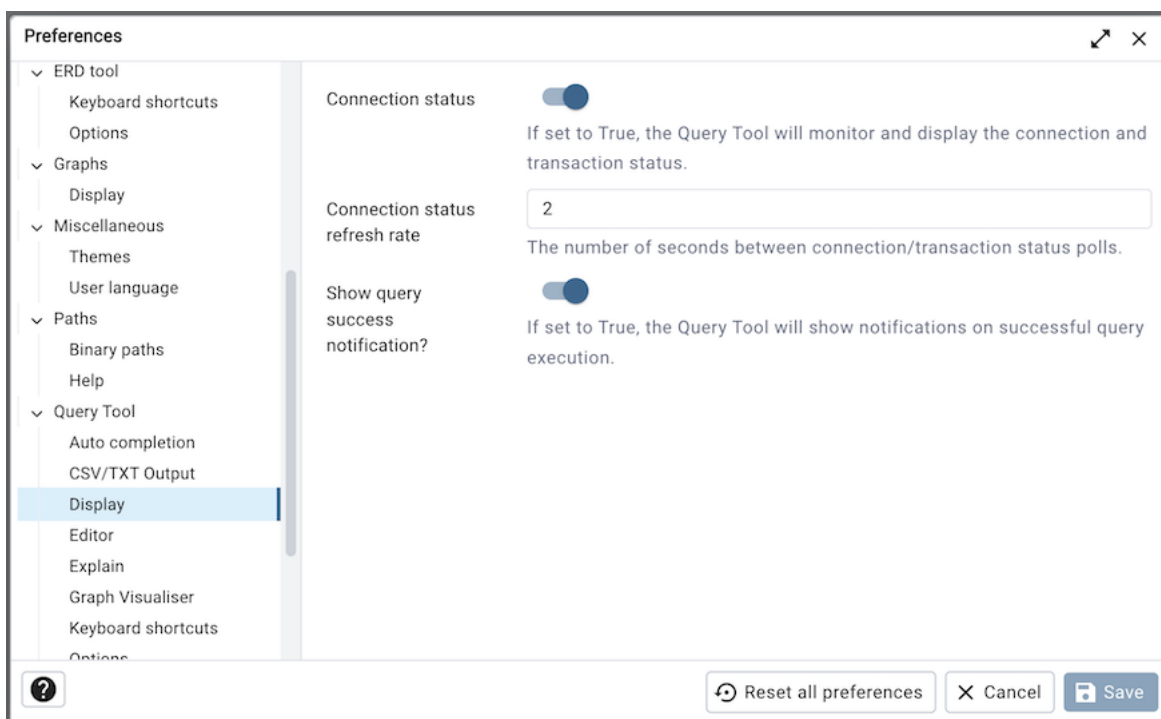 Preferences
ERD tool
Keyboard shortcuts
Options
Graphs
Display
Miscellaneous
Themes
User language
Paths
Binary paths
Help
Query Tool
Auto completion
CSV/TXT Output
Display
Editor
Explain
Graph Visualiser
Keyboard shortcuts
Options
Connection status
If set to True, the Query Tool will monitor and display the connection and
transaction status.
Connection status
refresh rate
2
The number of seconds between connection/transaction status polls.
Show query
success
notification?
If set to True, the Query Tool will show notifications on successful query
execution.
Reset all preferences
Cancel
Save